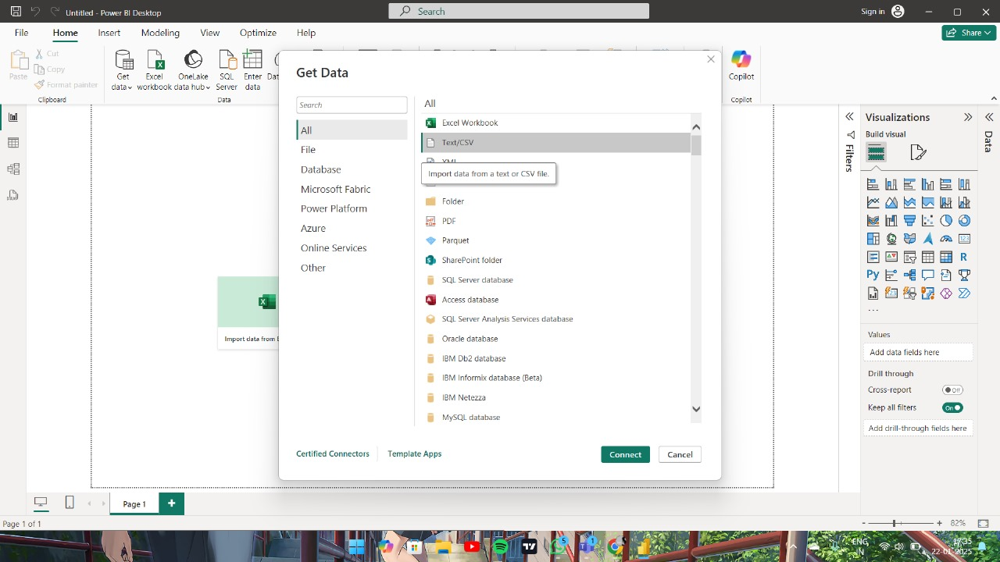 Untitled - Power BI Desktop
Search
Sign in
File
Home
Insert
Modeling
View
Optimize
Help
Share
Paste
Cut
Copy
Format painter
Clipboard
Get data
Excel workbook
OneLake data hub
SQL Server
Enter data
Data
Copilot
Copilot
Get Data
Search
All
File
Database
Microsoft Fabric
Power Platform
Azure
Online Services
Other
All
Excel Workbook
Text/CSV
XML
Import data from a text or CSV file.
Folder
PDF
Parquet
SharePoint folder
SQL Server database
Access database
SQL Server Analysis Services database
Oracle database
IBM Db2 database
IBM Informix database (Beta)
IBM Netezza
MySQL database
Certified Connectors
Template Apps
Connect
Cancel
Import data from
Filters
Visualizations
Build visual
Data
R
Py
123
...
Values
Add data fields here
Drill through
Cross-report
Off
Keep all filters
On
Add drill-through fields here
Page 1
Page 1 of 1
82%
5
1
ENG
22-01-2025